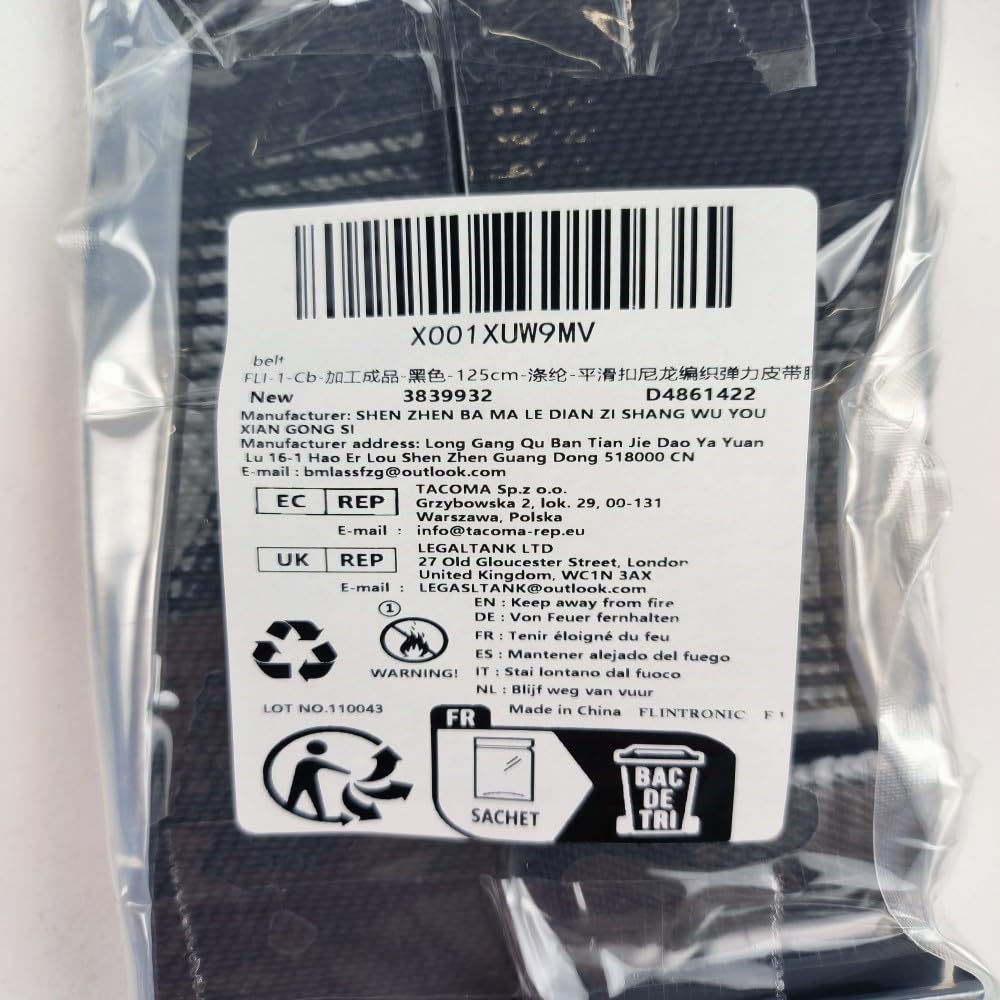 X001XUW9MV
belt
FLI-1-Cb-加工成品-黑色-125cm-涤纶-平滑扣尼龙编织弹力皮带
New 3839932 D4861422
Manufacturer: SHEN ZHEN BA MA LE DIAN ZI SHANG WU YOU
XIAN GONG SI
Manufacturer address: Long Gang Qu Ban Tian Jie Dao Ya Yuan
Lu 16-1 Hao Er Lou Shen Zhen Guang Dong 518000 CN
E-mail : bmlassfzg@outlook.com
EC REP
TACOMA Sp.z o.o.
Grzybowska 2, lok. 29, 00-131
Warszawa, Polska
E-mail : info@tacoma-rep.eu
UK REP
LEGALTANK LTD
27 Old Gloucester Street, London
United Kingdom, WC1N 3AX
E-mail : LEGASLTANK@outlook.com
1
WARNING!
EN : Keep away from fire
DE : Von Feuer fernhalten
FR : Tenir éloigné du feu
ES : Mantener alejado del fuego
IT : Stai lontano dal fuoco
NL : Blijf weg van vuur
LOT NO.110043
Made in China FLINTRONIC F
FR
SACHET
BAC
DE
TRI